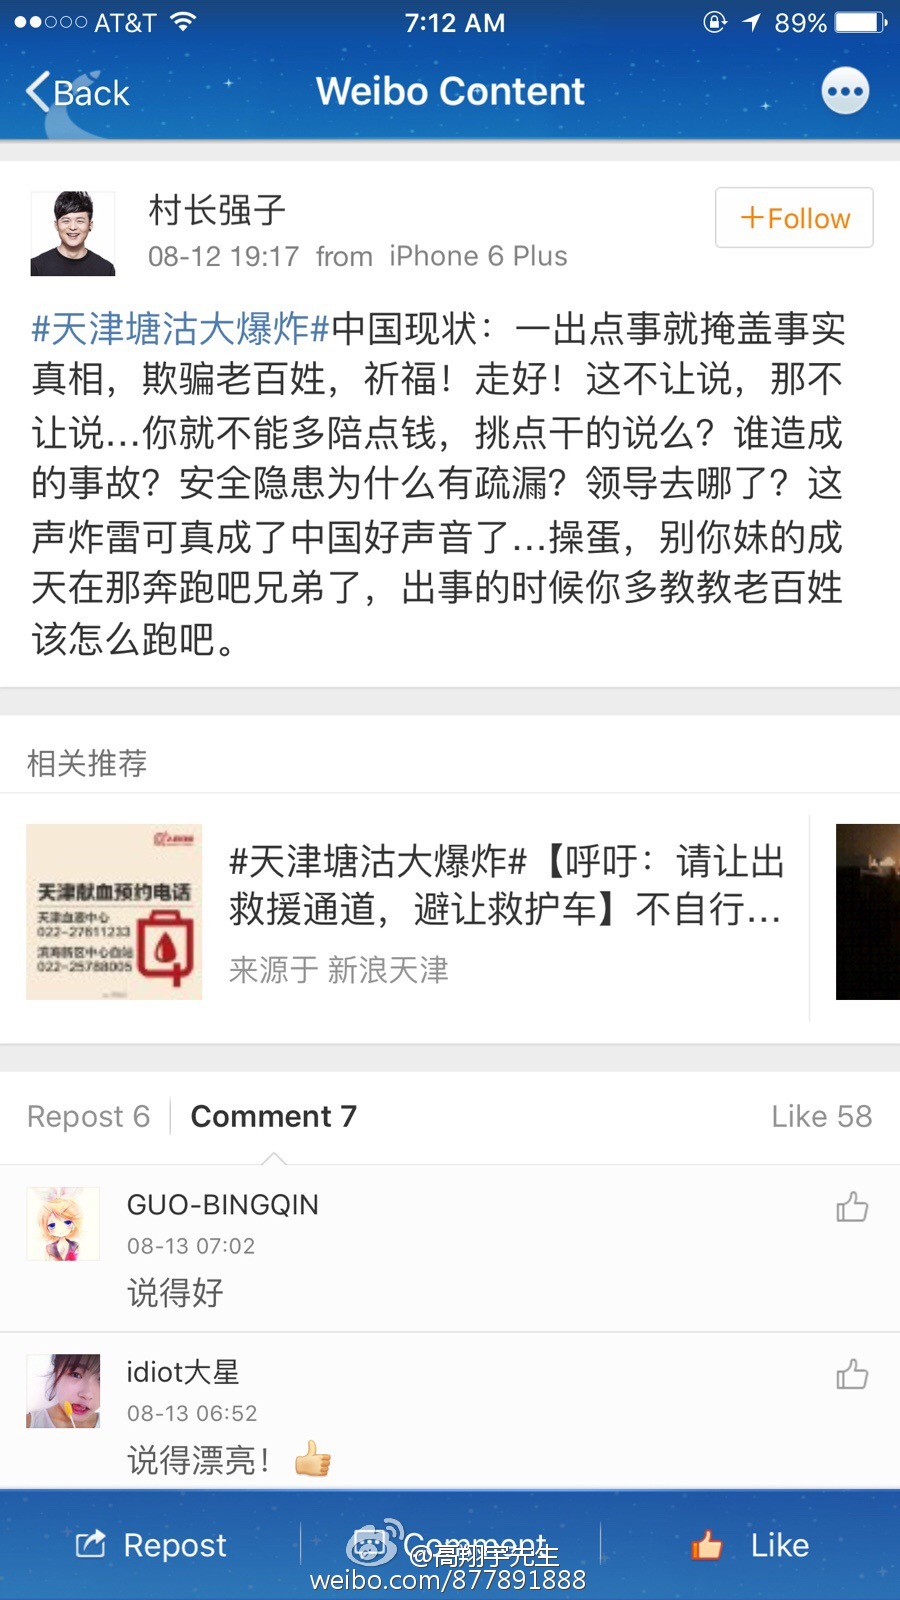 AT&T 7:12 AM 89%
Back Weibo Content
村长强子
+Follow
08-12 19:17 from iPhone 6 Plus
#天津塘沽大爆炸#中国现状：一出点事就掩盖事实
真相，欺骗老百姓，祈福！走好！这不让说，那不
让说...你就不能多陪点钱，挑点干的说么？谁造成
的事故？安全隐患为什么有疏漏？领导去哪了？这
声炸雷可真成了中国好声音了...操蛋，别你妹的成
天在那奔跑吧兄弟了，出事的时候你多教教老百姓
该怎么跑吧。
相关推荐
天津献血预约电话
天津血液中心
022-27611233
滨海新区中心血站
022-25788005
#天津塘沽大爆炸#【呼吁：请让出
救援通道，避让救护车】不自行...
来源于 新浪天津
Repost 6 Comment 7 Like 58
GUO-BINGQIN
08-13 07:02
说得好
idiot大星
08-13 06:52
说得漂亮！
Repost Comment Like
@高翔宇先生
weibo.com/877891888